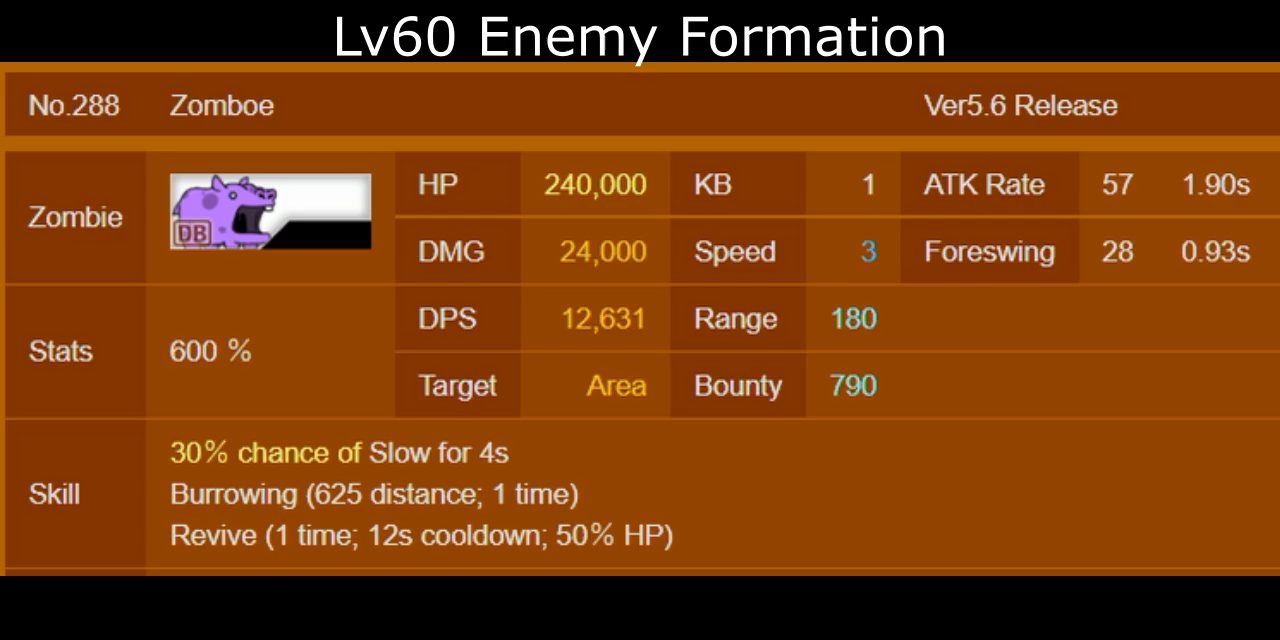 Lv60 Enemy Formation
No.288 Zomboe Ver5.6 Release
Zombie DB HP 240,000 KB 1 ATK Rate 57 1.90s
DMG 24,000 Speed 3 Foreswing 28 0.93s
Stats 600 % DPS 12,631 Range 180
Target Area Bounty 790
Skill
30% chance of Slow for 4s
Burrowing (625 distance; 1 time)
Revive (1 time; 12s cooldown; 50% HP)